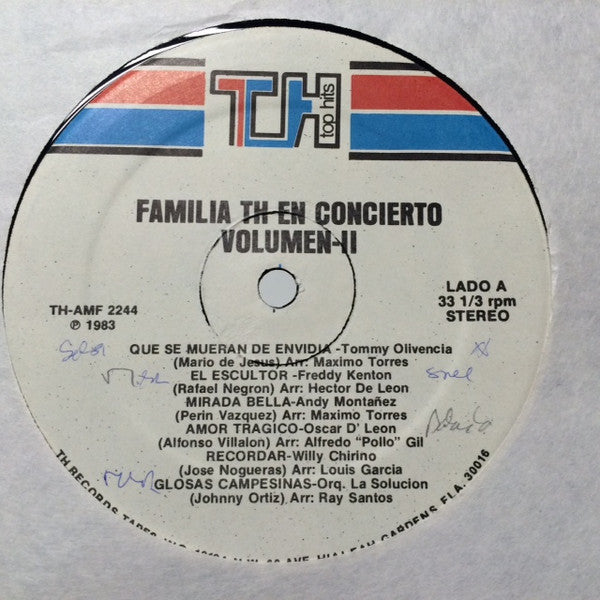 TH
top hits
FAMILIA TH EN CONCIERTO
VOLUMEN-II
TH-AMF 2244
℗ 1983
LADO A
33 1/3 rpm
STEREO
QUE SE MUERAN DE ENVIDIA -Tommy Olivencia
(Mario de Jesus) Arr: Maximo Torres
EL ESCULTOR -Freddy Kenton
(Rafael Negron) Arr: Hector De Leon
MIRADA BELLA-Andy Montañez
(Perin Vazquez) Arr: Maximo Torres
AMOR TRAGICO-Oscar D' Leon
(Alfonso Villalon) Arr: Alfredo "Pollo" Gil
RECORDAR-Willy Chirino
(Jose Nogueras) Arr: Louis Garcia
GLOSAS CAMPESINAS-Orq. La Solucion
(Johnny Ortiz) Arr: Ray Santos
TH RECORDS TAPES AVE. HIALEAH GARDENS, FLA. 30016